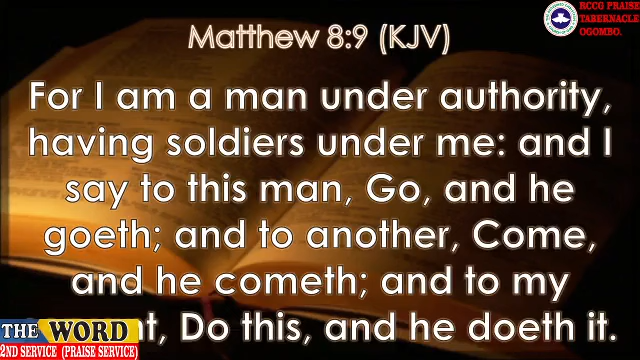 Matthew 8:9 (KJV)
RCCG PRAISE
TABERNACLE
OGOMBO.
For I am a man under authority,
having soldiers under me: and I
say to this man, Go, and he
goeth; and to another, Come,
and he cometh; and to my
nt, Do this, and he doeth it.
THE WORD
2ND SERVICE (PRAISE SERVICE)